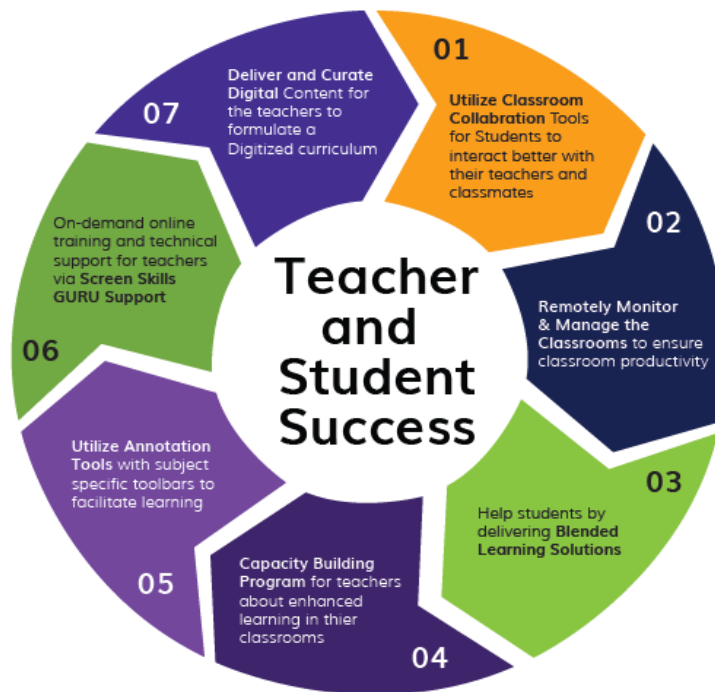 Teacher
and
Student
Success
01
Utilize Classroom
Collabration Tools
for Students to
interact better with
their teachers and
classmates
02
Remotely Monitor
& Manage the
Classrooms to ensure
classroom productivity
03
Help students by
delivering Blended
Learning Solutions
04
Capacity Building
Program for teachers
about enhanced
learning in thier
classrooms
05
Utilize Annotation
Tools with subject
specific toolbars to
facilitate learning
06
On-demand online
training and technical
support for teachers
via Screen Skills
GURU Support
07
Deliver and Curate
Digital Content for
the teachers to
formulate a
Digitized curriculum